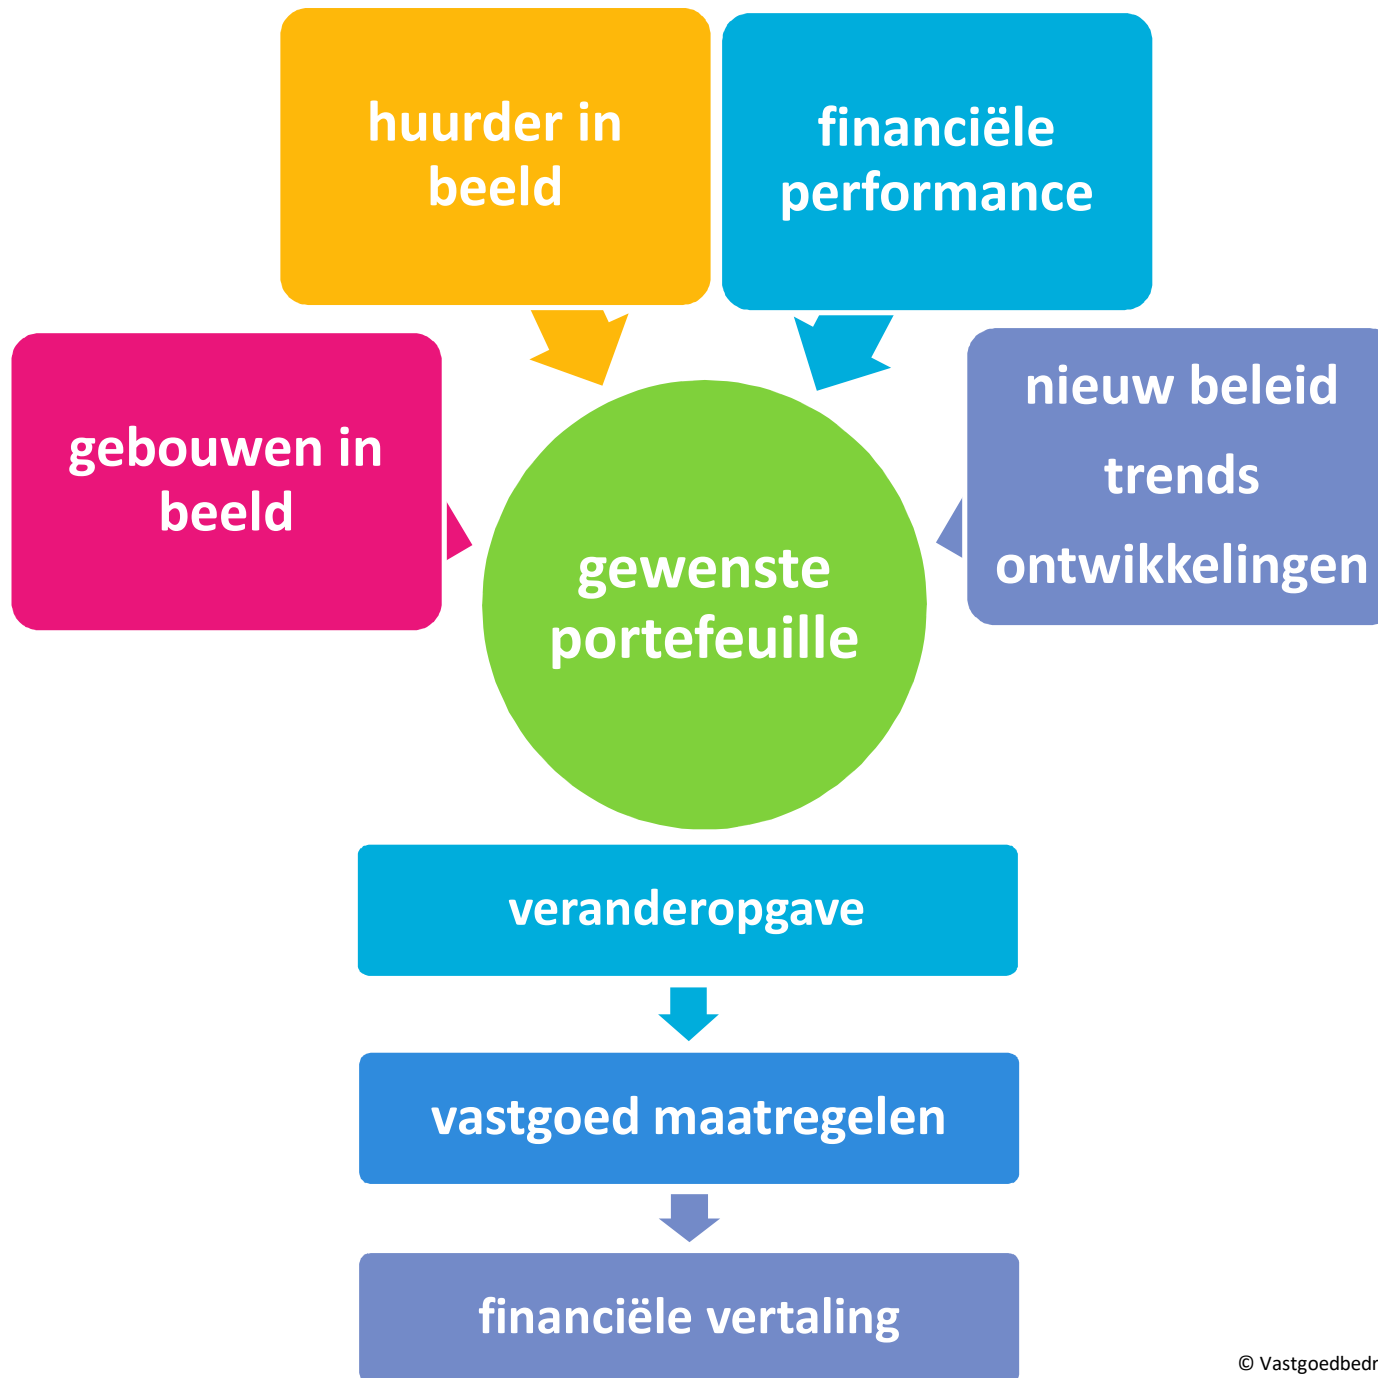 huurder in
beeld
financiële
performance
gebouwen in
beeld
nieuw beleid
trends
ontwikkelingen
gewenste
portefeuille
veranderopgave
vastgoed maatregelen
financiële vertaling
© Vastgoedbedr